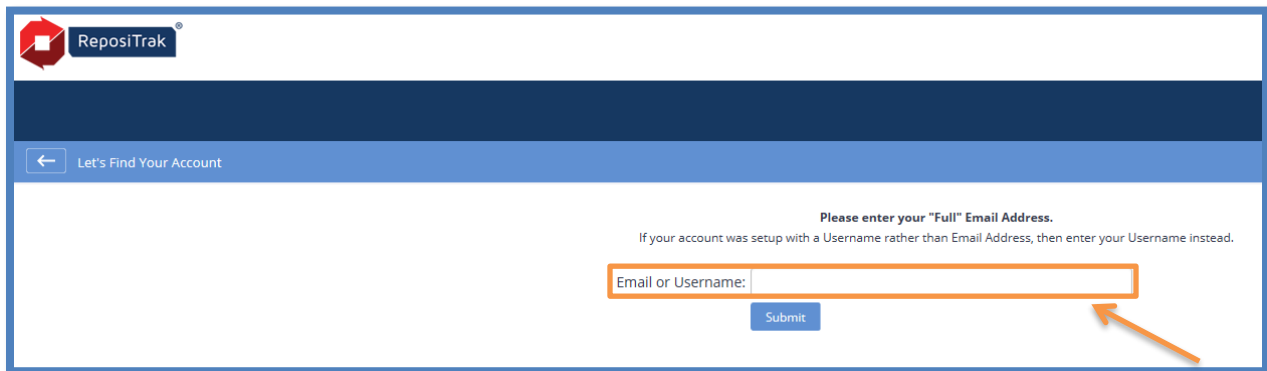 ReposiTrak®
Let's Find Your Account
Please enter your "Full" Email Address.
If your account was setup with a Username rather than Email Address, then enter your Username instead.
Email or Username:
Submit